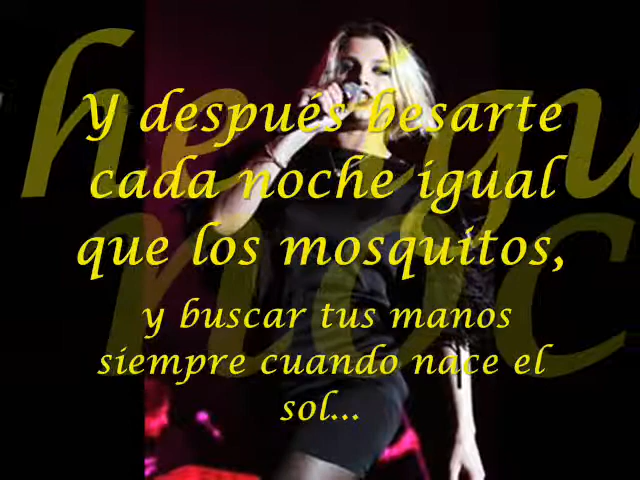 Y después besarte
cada noche igual
que los mosquitos,
y buscar tus manos
siempre cuando nace el
sol...